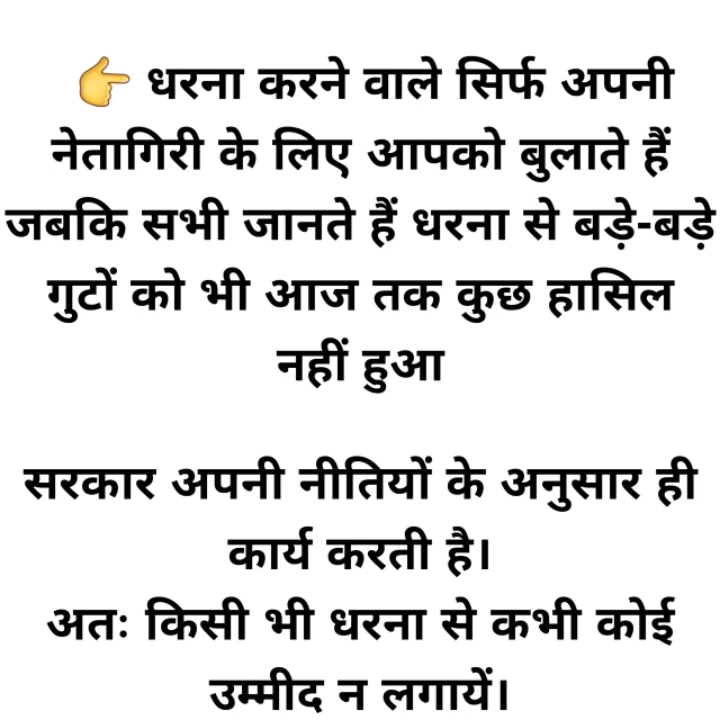 👉 धरना करने वाले सिर्फ अपनी
नेतागिरी के लिए आपको बुलाते हैं
जबकि सभी जानते हैं धरना से बड़े-बड़े
गुटों को भी आज तक कुछ हासिल
नहीं हुआ
सरकार अपनी नीतियों के अनुसार ही
कार्य करती है।
अतः किसी भी धरना से कभी कोई
उम्मीद न लगायें।